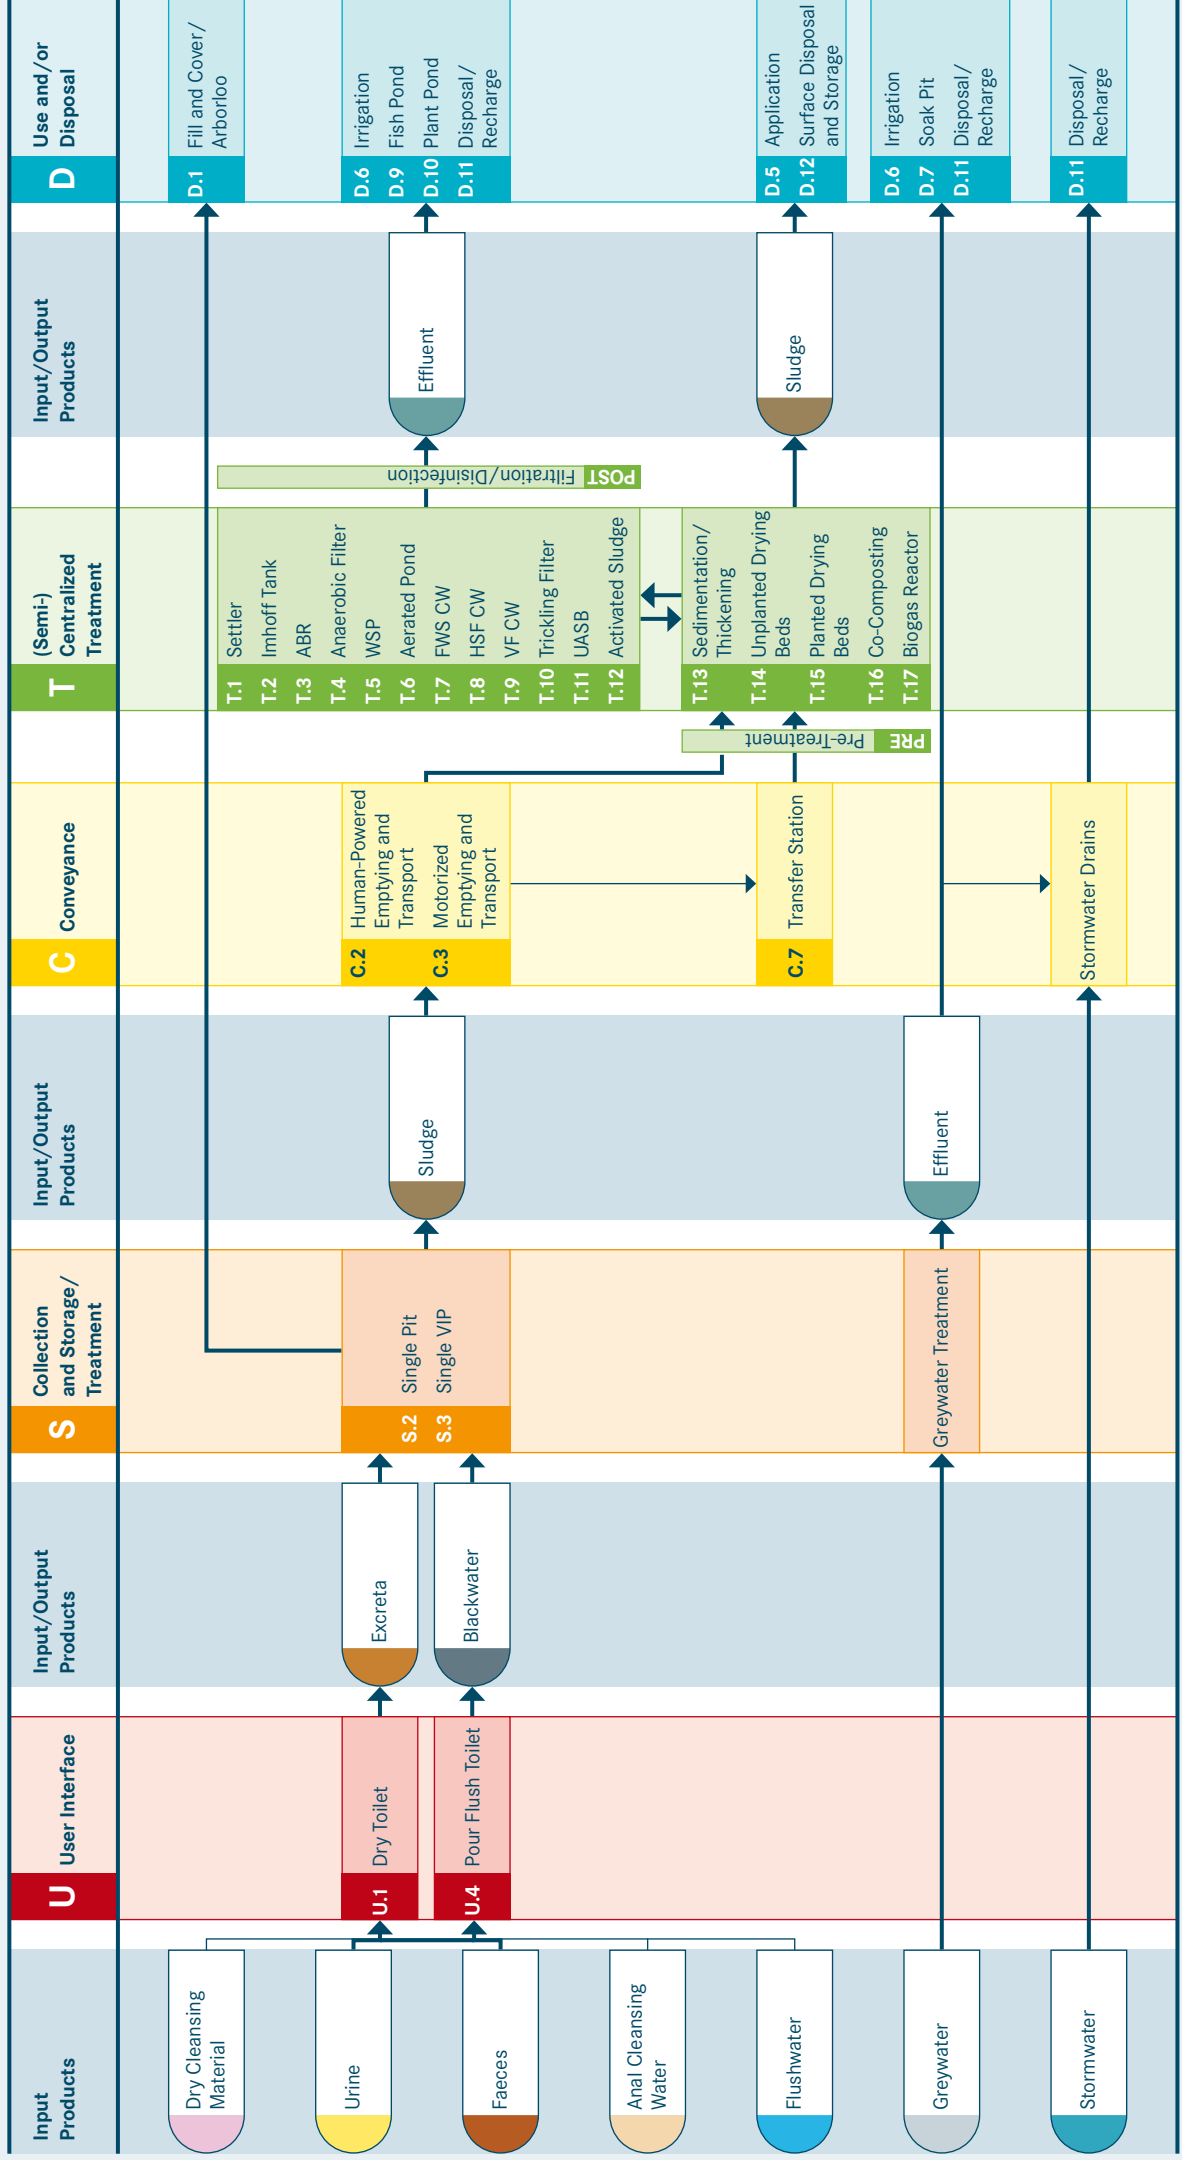 Input
Products
U
User Interface
Input/Output
Products
S
Collection
and Storage/
Treatment
Input/Output
Products
C
Conveyance
T
(Semi-)
Centralized
Treatment
Input/Output
Products
D
Use and/or
Disposal
Dry Cleansing
Material
Urine
Faeces
Anal Cleansing
Water
Flushwater
Greywater
Stormwater
U.1 Dry Toilet
U.4 Pour Flush Toilet
Excreta
Blackwater
S.2 Single Pit
S.3 Single VIP
Greywater Treatment
Sludge
Effluent
C.2 Human-Powered
Emptying and
Transport
C.3 Motorized
Emptying and
Transport
C.7 Transfer Station
Stormwater Drains
PRE Pre-Treatment
T.1 Settler
T.2 Imhoff Tank
T.3 ABR
T.4 Anaerobic Filter
T.5 WSP
T.6 Aerated Pond
T.7 FWS CW
T.8 HSF CW
T.9 VF CW
T.10 Trickling Filter
T.11 UASB
T.12 Activated Sludge
T.13 Sedimentation/
Thickening
T.14 Unplanted Drying
Beds
T.15 Planted Drying
Beds
T.16 Co-Composting
T.17 Biogas Reactor
POST Filtration/Disinfection
Effluent
Sludge
D.1 Fill and Cover/
Arborloo
D.6 Irrigation
D.9 Fish Pond
D.10 Plant Pond
D.11 Disposal/
Recharge
D.5 Application
D.12 Surface Disposal
and Storage
D.6 Irrigation
D.7 Soak Pit
D.11 Disposal/
Recharge
D.11 Disposal/
Recharge